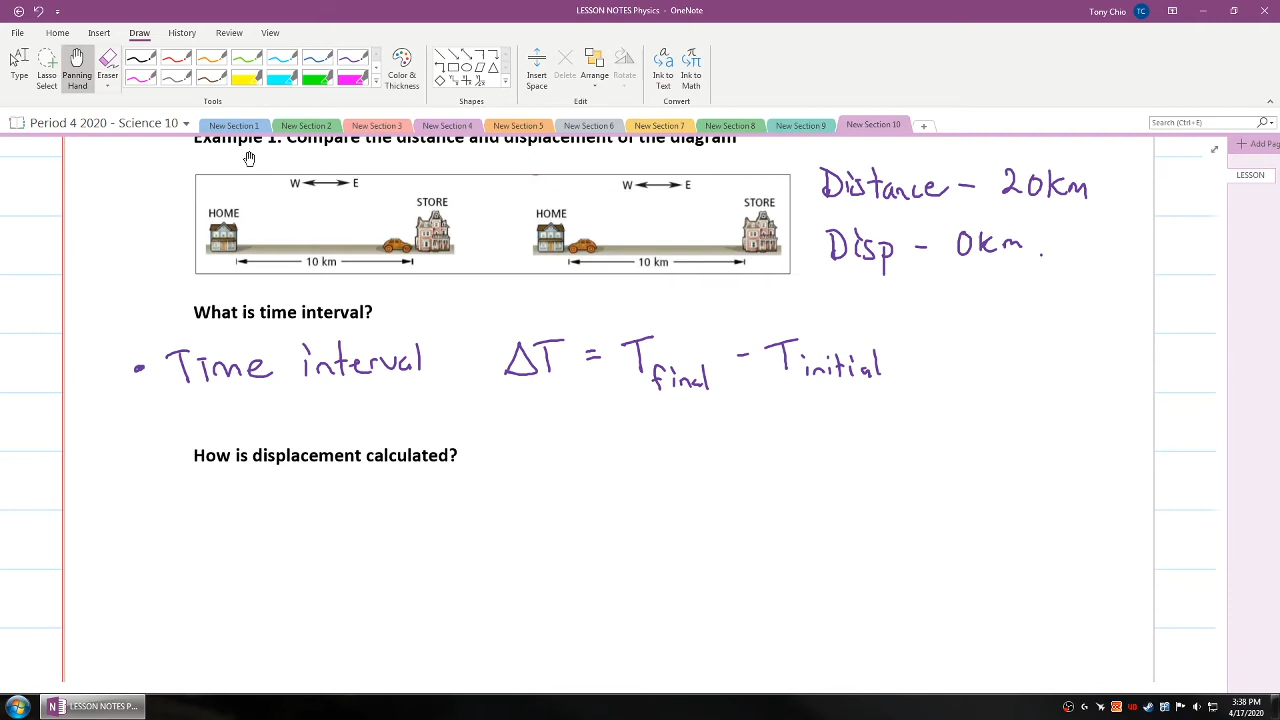 LESSON NOTES Physics - OneNote
Tony Chio
TC
File Home Insert Draw History Review View
Type
Lasso Select
Panning Hand
Eraser
Color & Thickness
Insert Space
Delete
Arrange
Rotate
Ink to Text
Ink to Math
Tools Shapes Edit Convert
Period 4 2020 - Science 10
New Section 1 New Section 2 New Section 3 New Section 4 New Section 5 New Section 6 New Section 7 New Section 8 New Section 9 New Section 10
Search (Ctrl+E)
Add Pag
LESSON
Example 1. Compare the distance and displacement of the diagram
W E W E
HOME STORE HOME STORE
10 km 10 km
Distance - 20km
Disp - 0km.
What is time interval?
• Time interval ΔT = Tfinal - Tinitial
How is displacement calculated?
LESSON NOTES Ph...
3:38 PM
4/17/2020